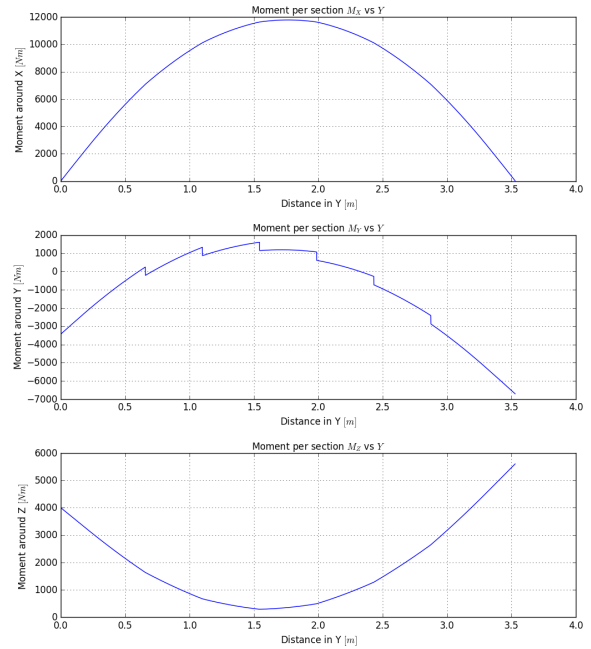 Moment per section M_X vs Y
12000
10000
8000
6000
4000
2000
0
Moment around X [Nm]
0.0 0.5 1.0 1.5 2.0 2.5 3.0 3.5 4.0
Distance in Y [m]
Moment per section M_Y vs Y
2000
1000
0
−1000
−2000
−3000
−4000
−5000
−6000
−7000
Moment around Y [Nm]
0.0 0.5 1.0 1.5 2.0 2.5 3.0 3.5 4.0
Distance in Y [m]
Moment per section M_Z vs Y
6000
5000
4000
3000
2000
1000
0
Moment around Z [Nm]
0.0 0.5 1.0 1.5 2.0 2.5 3.0 3.5 4.0
Distance in Y [m]